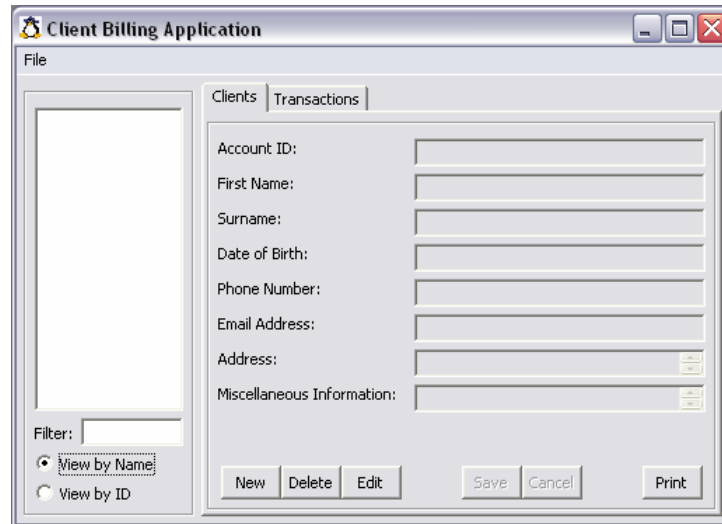 Client Billing Application
File
Clients Transactions
Account ID:
First Name:
Surname:
Date of Birth:
Phone Number:
Email Address:
Address:
Miscellaneous Information:
Filter:
View by Name
View by ID
New Delete Edit Save Cancel Print